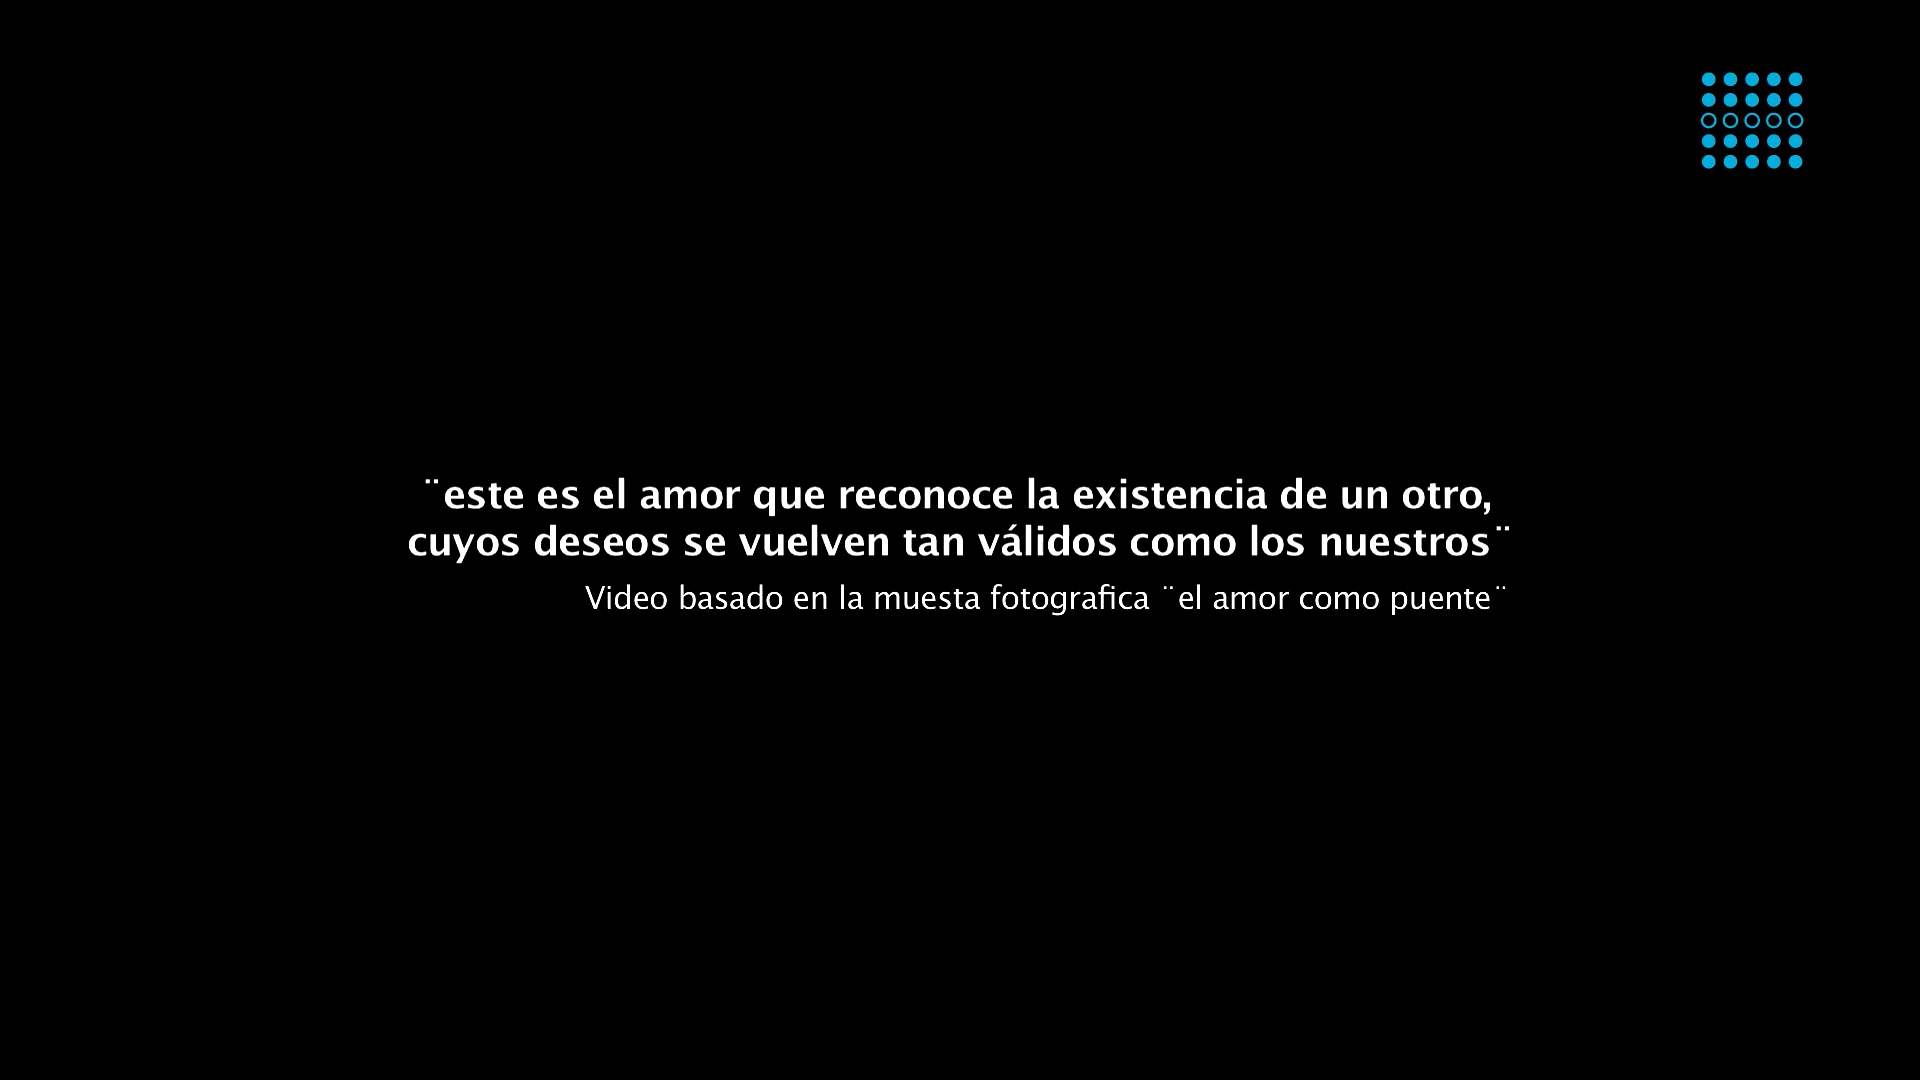 ¨este es el amor que reconoce la existencia de un otro,
cuyos deseos se vuelven tan válidos como los nuestros¨
Video basado en la muesta fotografica ¨el amor como puente¨